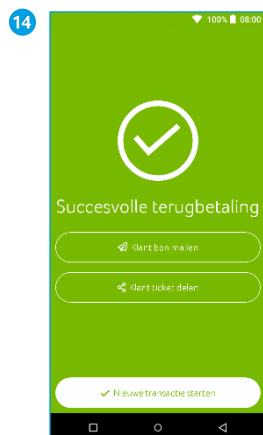 14
100% 08:00
Succesvolle terugbetaling
Klant bon mailen
Klant ticket delen
Nieuwe transactie starten